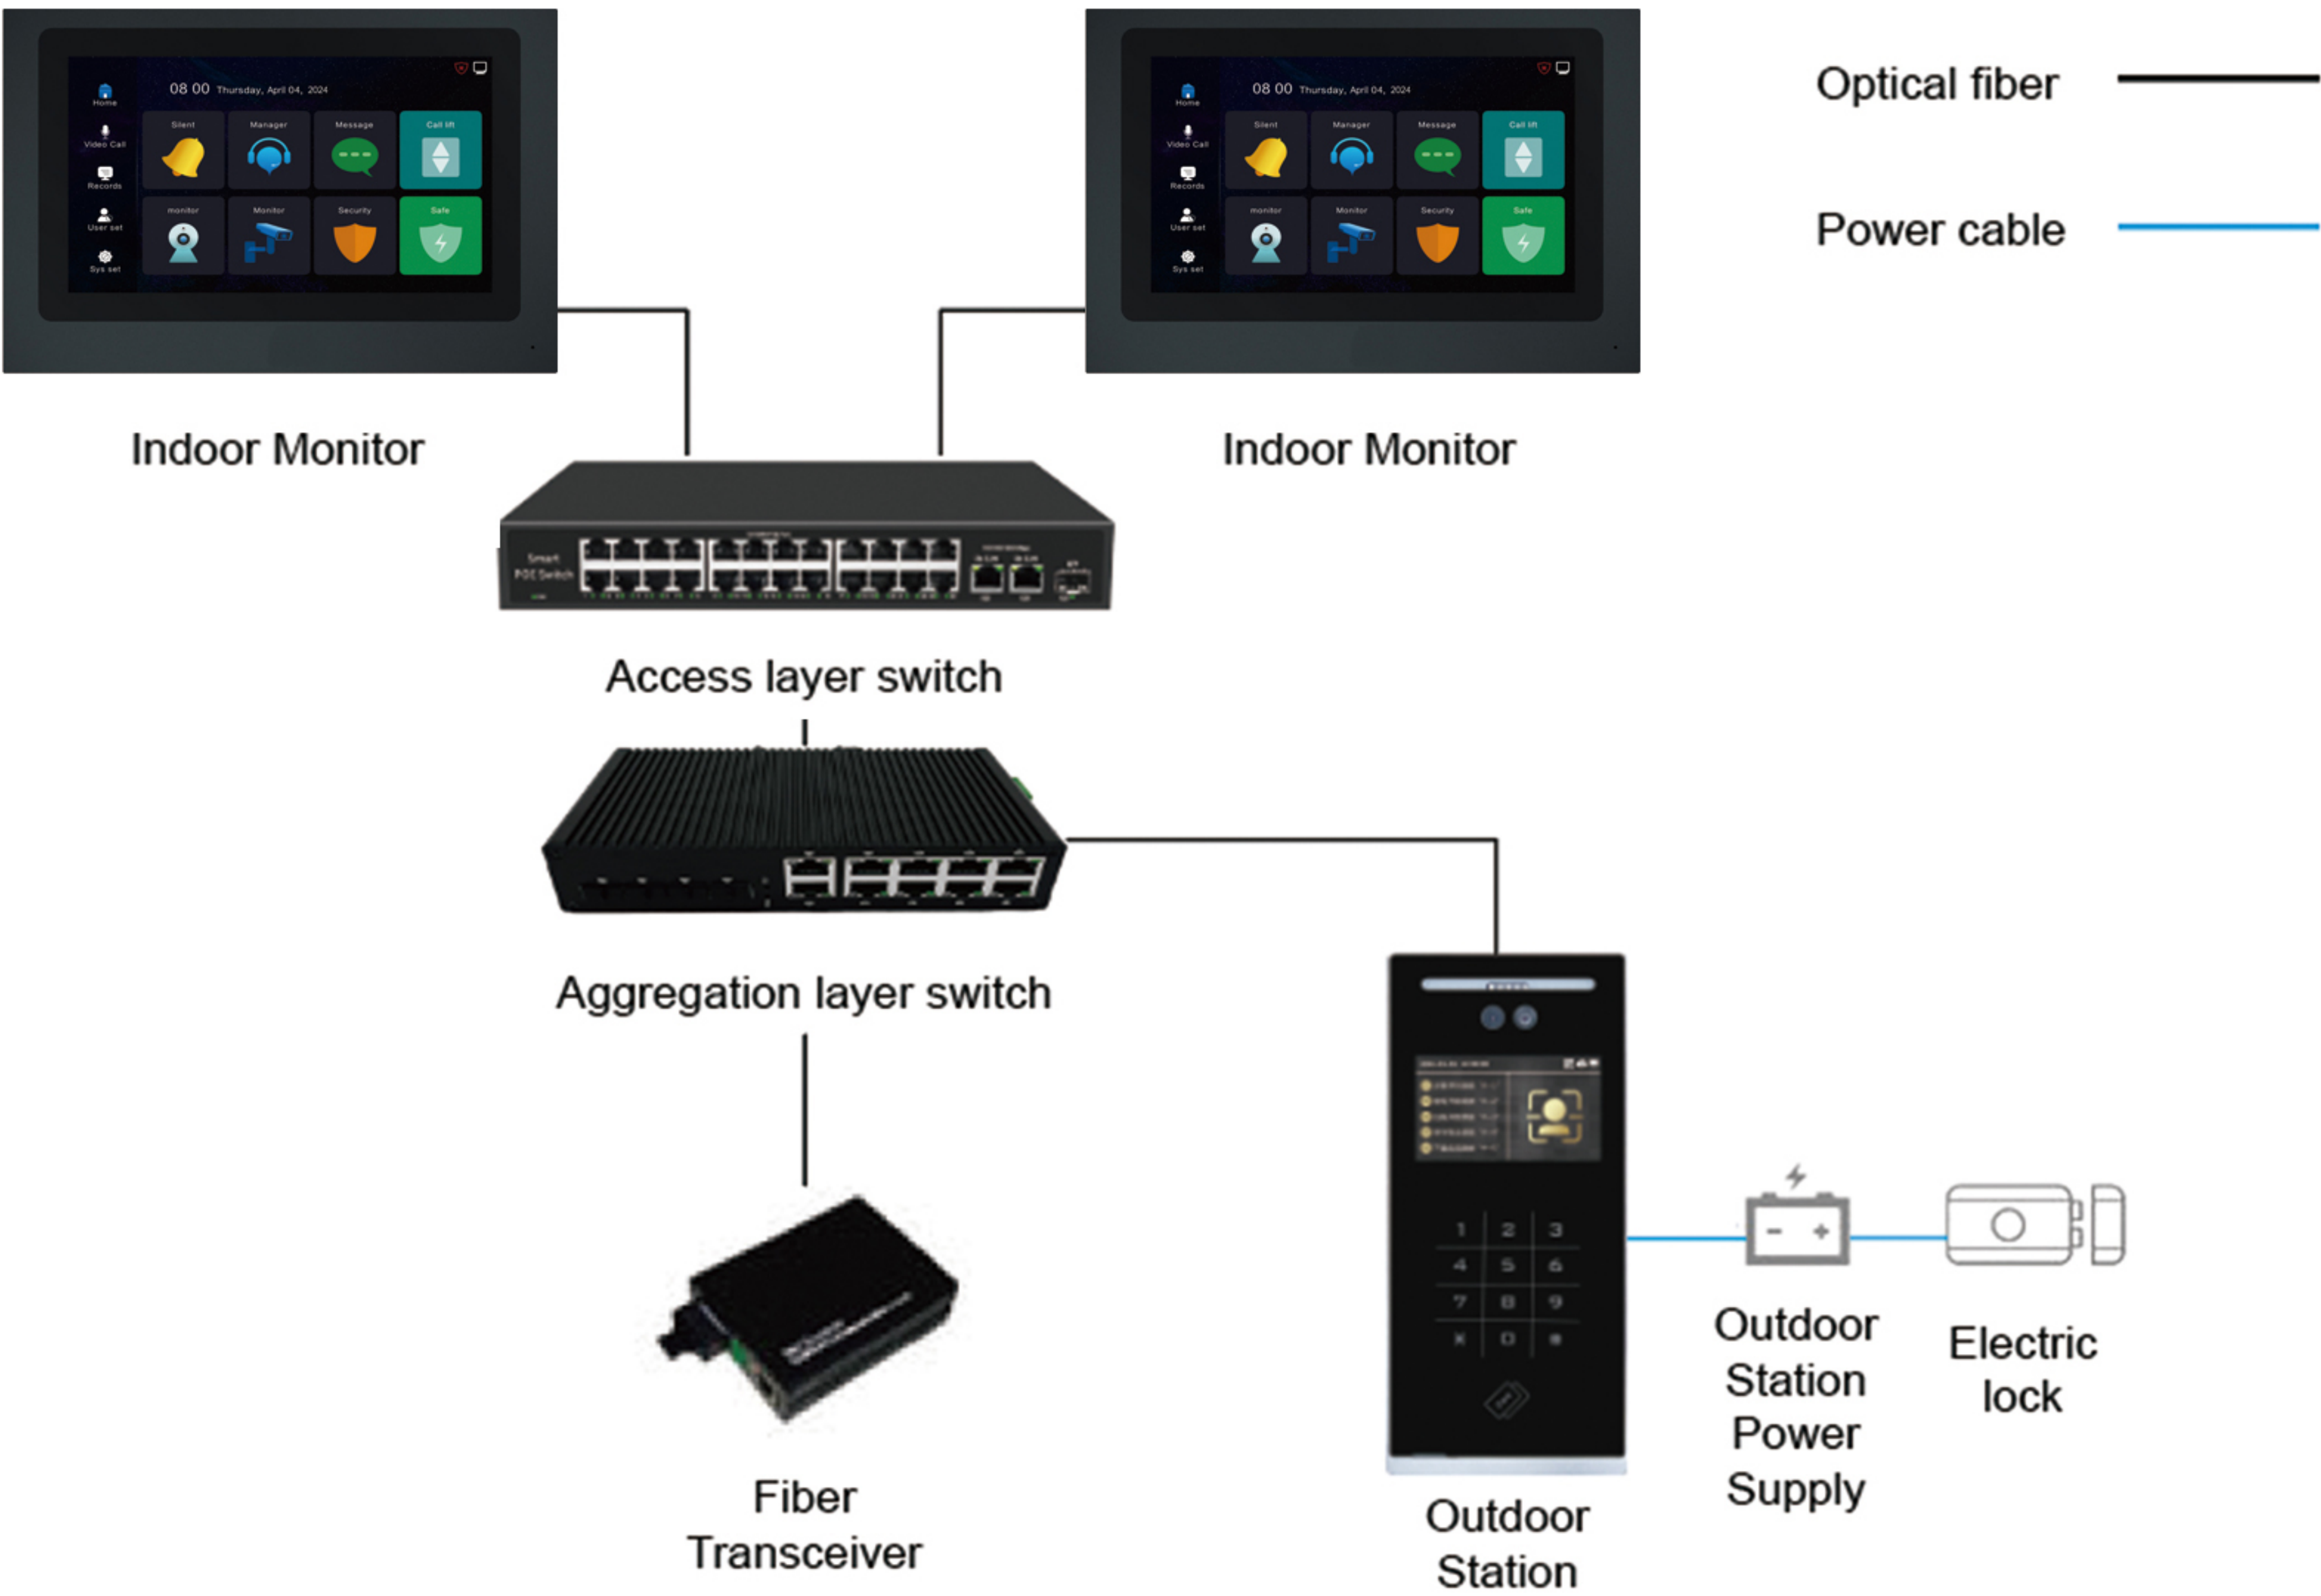 08 00 Thursday, April 04, 2024
Home
Video Call
Records
User set
Sys set
Silent
Manager
Message
Call lift
monitor
Monitor
Security
Safe
Indoor Monitor
08 00 Thursday, April 04, 2024
Home
Video Call
Records
User set
Sys set
Silent
Manager
Message
Call lift
monitor
Monitor
Security
Safe
Indoor Monitor
Optical fiber
Power cable
Smart
POE Switch
Access layer switch
Aggregation layer switch
Fiber
Transceiver
1 2 3
4 5 6
7 8 9
0
Outdoor
Station
Outdoor
Station
Power
Supply
Electric
lock